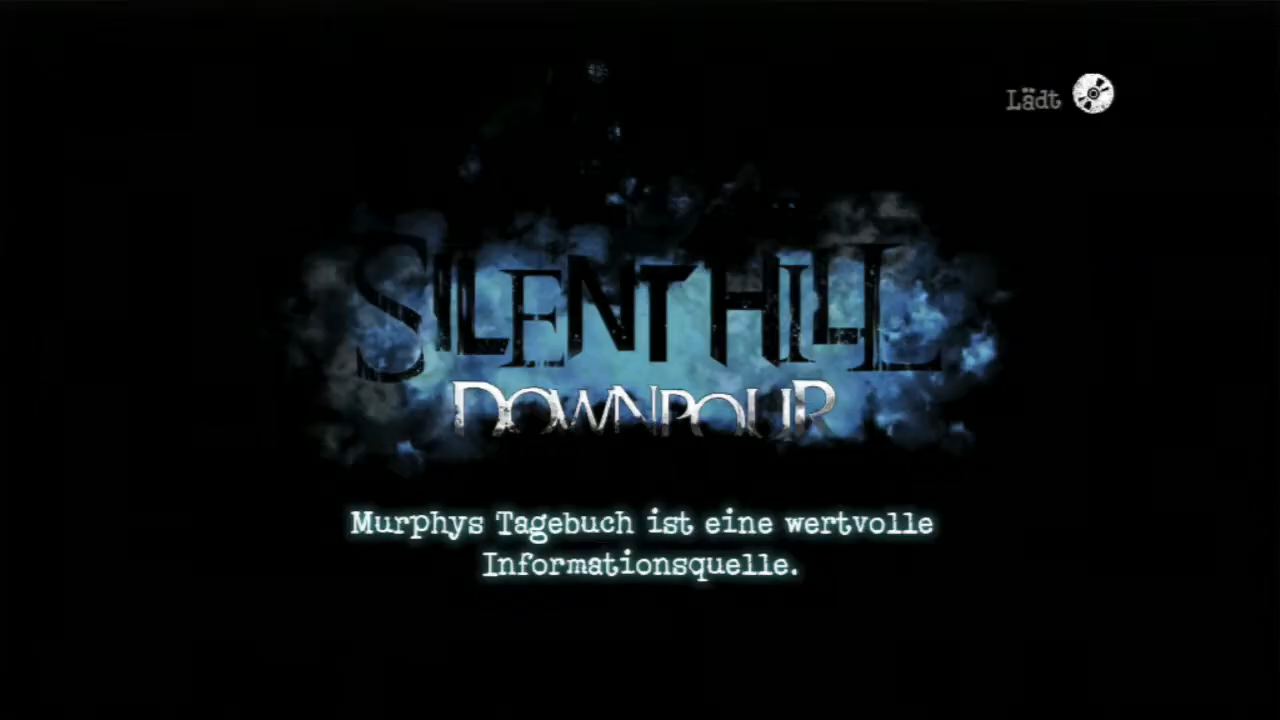 Lädt
SILENT HILL
DOWNPOUR
Murphys Tagebuch ist eine wertvolle
Informationsquelle.